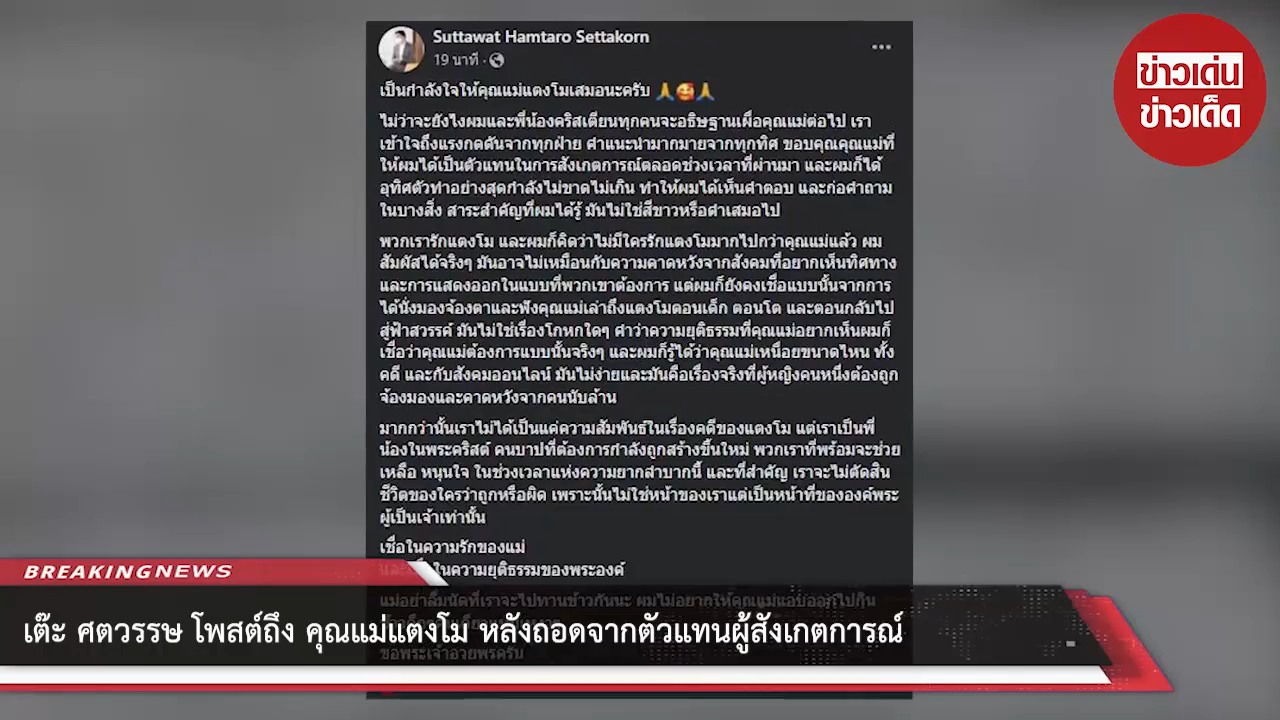 Suttawat Hamtaro Settakorn
19 นาที ·
ข่าวเด่น
ข่าวเด็ด
เป็นกำลังใจให้คุณแม่แตงโมเสมอนะครับ 🙏🥰🙏
ไม่ว่าจะยังไงผมและพี่น้องคริสเตียนทุกคนจะอธิษฐานเผื่อคุณแม่ต่อไป เรา
เข้าใจถึงแรงกดดันจากทุกฝ่าย คำแนะนำมากมายจากทุกทิศ ขอบคุณคุณแม่ที่
ให้ผมได้เป็นตัวแทนในการสังเกตการณ์ตลอดช่วงเวลาที่ผ่านมา และผมก็ได้
อุทิศตัวทำอย่างสุดกำลังไม่ขาดไม่เกิน ทำให้ผมได้เห็นคำตอบ และก่อคำถาม
ในบางสิ่ง สาระสำคัญที่ผมได้รู้ มันไม่ใช่สีขาวหรือดำเสมอไป
พวกเรารักแตงโม และผมก็คิดว่าไม่มีใครรักแตงโมมากไปกว่าคุณแม่แล้ว ผม
สัมผัสได้จริงๆ มันอาจไม่เหมือนกับความคาดหวังจากสังคมที่อยากเห็นทิศทาง
และการแสดงออกในแบบที่พวกเขาต้องการ แต่ผมก็ยังคงเชื่อแบบนั้นจากการ
ได้นั่งมองจ้องตาและฟังคุณแม่เล่าถึงแตงโมตอนเด็ก ตอนโต และตอนกลับไป
สู่ฟ้าสวรรค์ มันไม่ใช่เรื่องโกหกใดๆ คำว่าความยุติธรรมที่คุณแม่อยากเห็นผมก็
เชื่อว่าคุณแม่ต้องการแบบนั้นจริงๆ และผมก็รู้ได้ว่าคุณแม่เหนื่อยขนาดไหน ทั้ง
คดี และกับสังคมออนไลน์ มันไม่ง่ายและมันคือเรื่องจริงที่ผู้หญิงคนหนึ่งต้องถูก
จ้องมองและคาดหวังจากคนนับล้าน
มากกว่านั้นเราไม่ได้เป็นแค่ความสัมพันธ์ในเรื่องคดีของแตงโม แต่เราเป็นพี่
น้องในพระคริสต์ คนบาปที่ต้องการกำลังถูกสร้างขึ้นใหม่ พวกเราที่พร้อมจะช่วย
เหลือ หนุนใจ ในช่วงเวลาแห่งความยากลำบากนี้ และที่สำคัญ เราจะไม่ตัดสิน
ชีวิตของใครว่าถูกหรือผิด เพราะนั้นไม่ใช่หน้าของเราแต่เป็นหน้าที่ขององค์พระ
ผู้เป็นเจ้าเท่านั้น
เชื่อในความรักของแม่
ในความยุติธรรมของพระองค์
แม่อย่าลืมนัดที่เราจะไปทานข้าวกันนะ ผมไม่อยากให้คุณแม่แอบออกไปกิน
ขอพระเจ้าอวยพรครับ
BREAKING NEWS
เต๊ะ ศตวรรษ โพสต์ถึง คุณแม่แตงโม หลังถอดจากตัวแทนผู้สังเกตการณ์